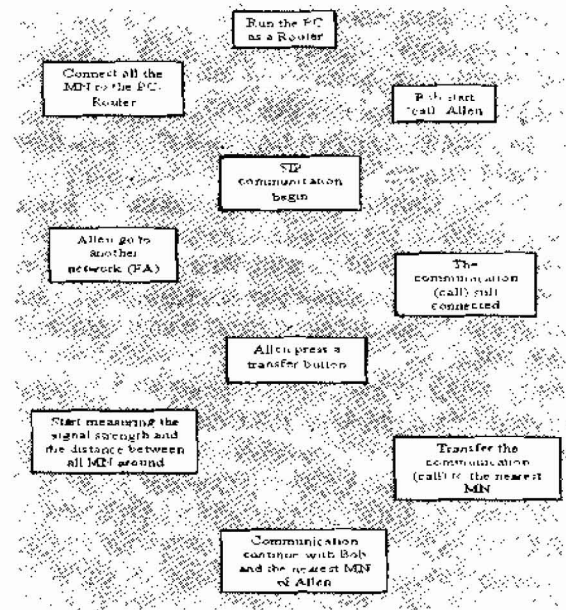 Run the PC
as a Router
Connect all the
MN to the PC-
Router
Bob start
(call) Allen
SIP
communication
begin
Allen go to
another
network (FA)
The
communication
(call) still
connected
Allen press a
transfer button
Start measuring the
signal strength and
the distance between
all MN around
Transfer the
communication
(call) to the nearest
MN
Communication
continue with Bob
and the nearest MN
of Allen